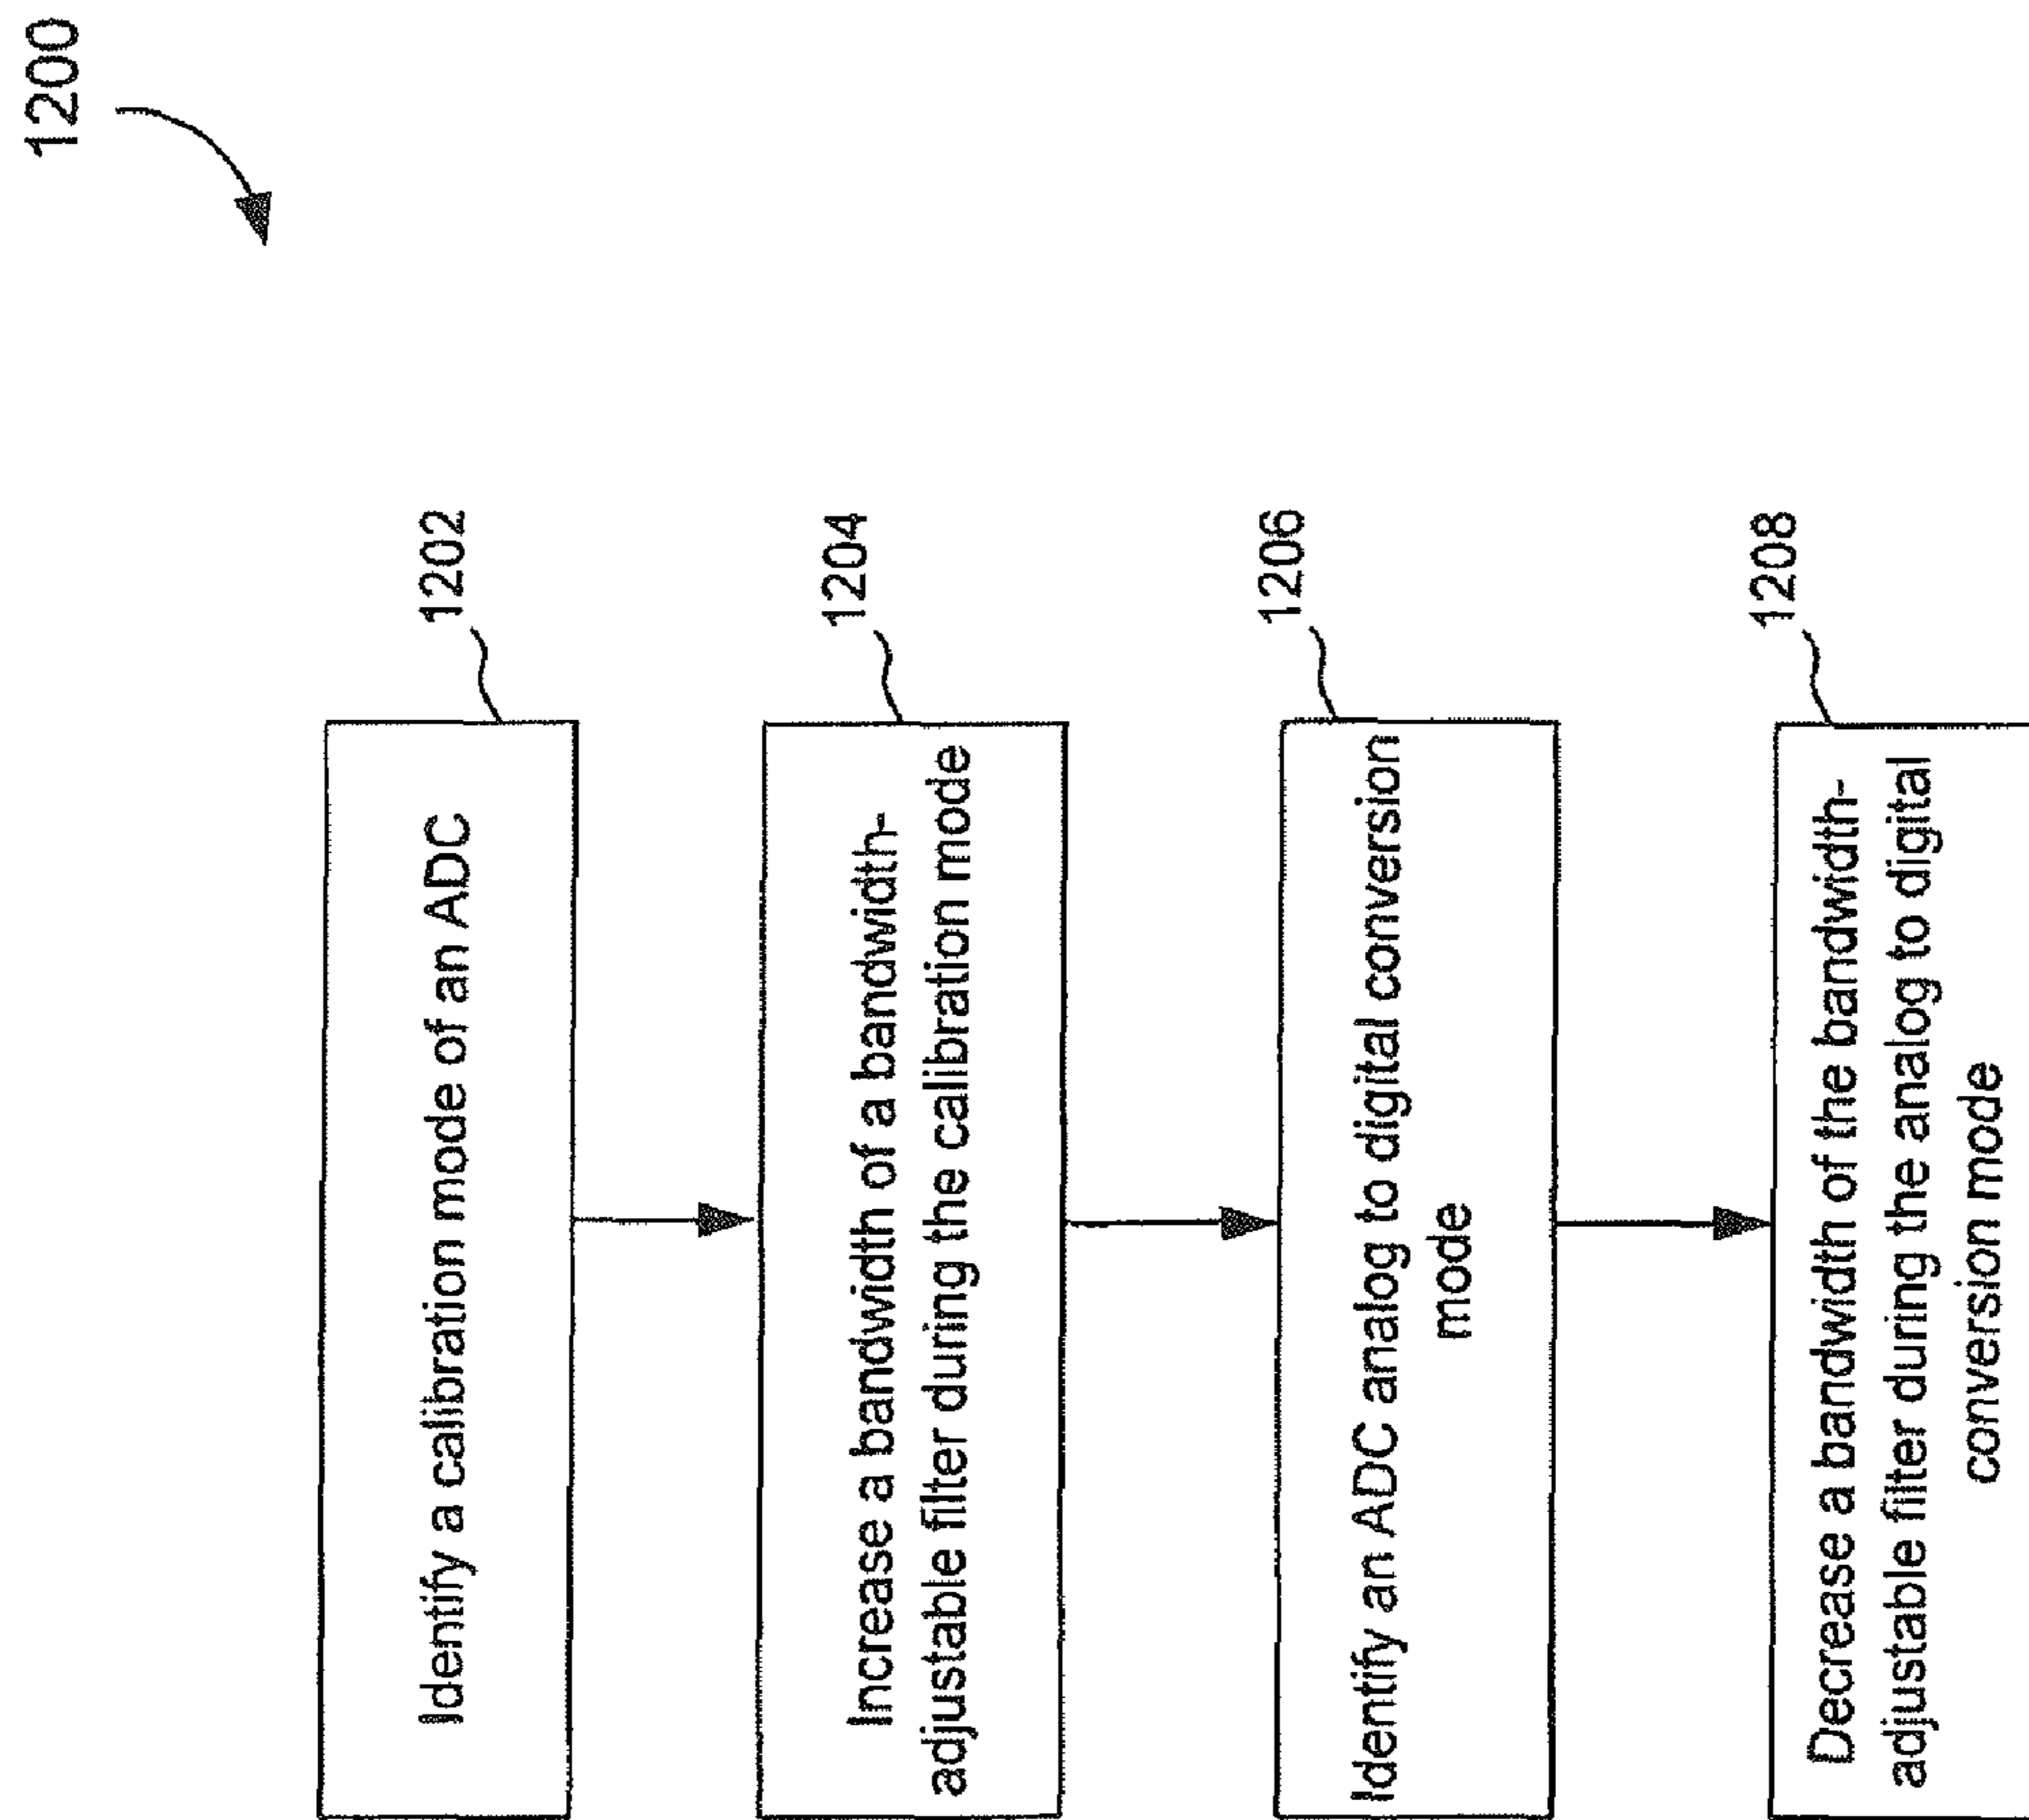 1200
1202
Identify a calibration mode of an ADC
1204
Increase a bandwidth of a bandwidth-
adjustable filter during the calibration mode
1206
Identify an ADC analog to digital conversion
mode
1208
Decrease a bandwidth of the bandwidth-
adjustable filter during the analog to digital
conversion mode